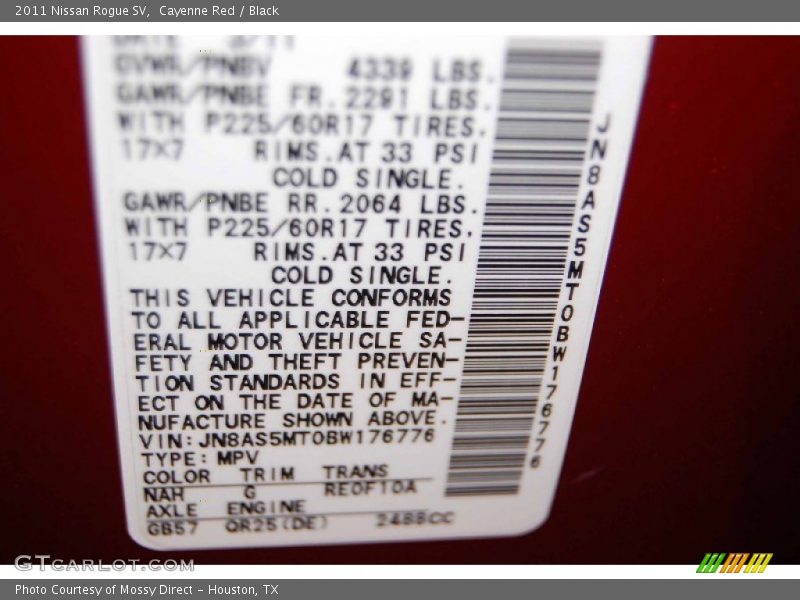 2011 Nissan Rogue SV,  Cayenne Red / Black
DATE 3/11
GVWR/PNBV 4339 LBS.
GAWR/PNBE FR. 2291 LBS.
WITH P225/60R17 TIRES.
17X7 RIMS.AT 33 PSI
COLD SINGLE.
GAWR/PNBE RR. 2064 LBS.
WITH P225/60R17 TIRES.
17X7 RIMS.AT 33 PSI
COLD SINGLE.
THIS VEHICLE CONFORMS
TO ALL APPLICABLE FED-
ERAL MOTOR VEHICLE SA-
FETY AND THEFT PREVEN-
TION STANDARDS IN EFF-
ECT ON THE DATE OF MA-
NUFACTURE SHOWN ABOVE.
VIN:JN8AS5MT0BW176776
TYPE:MPV
COLOR TRIM TRANS
NAH G RE0F10A
AXLE ENGINE
GB57 QR25(DE) 2488CC
JN8AS5MT0BW176776
GTCARLOT.COM
Photo Courtesy of Mossy Direct - Houston, TX